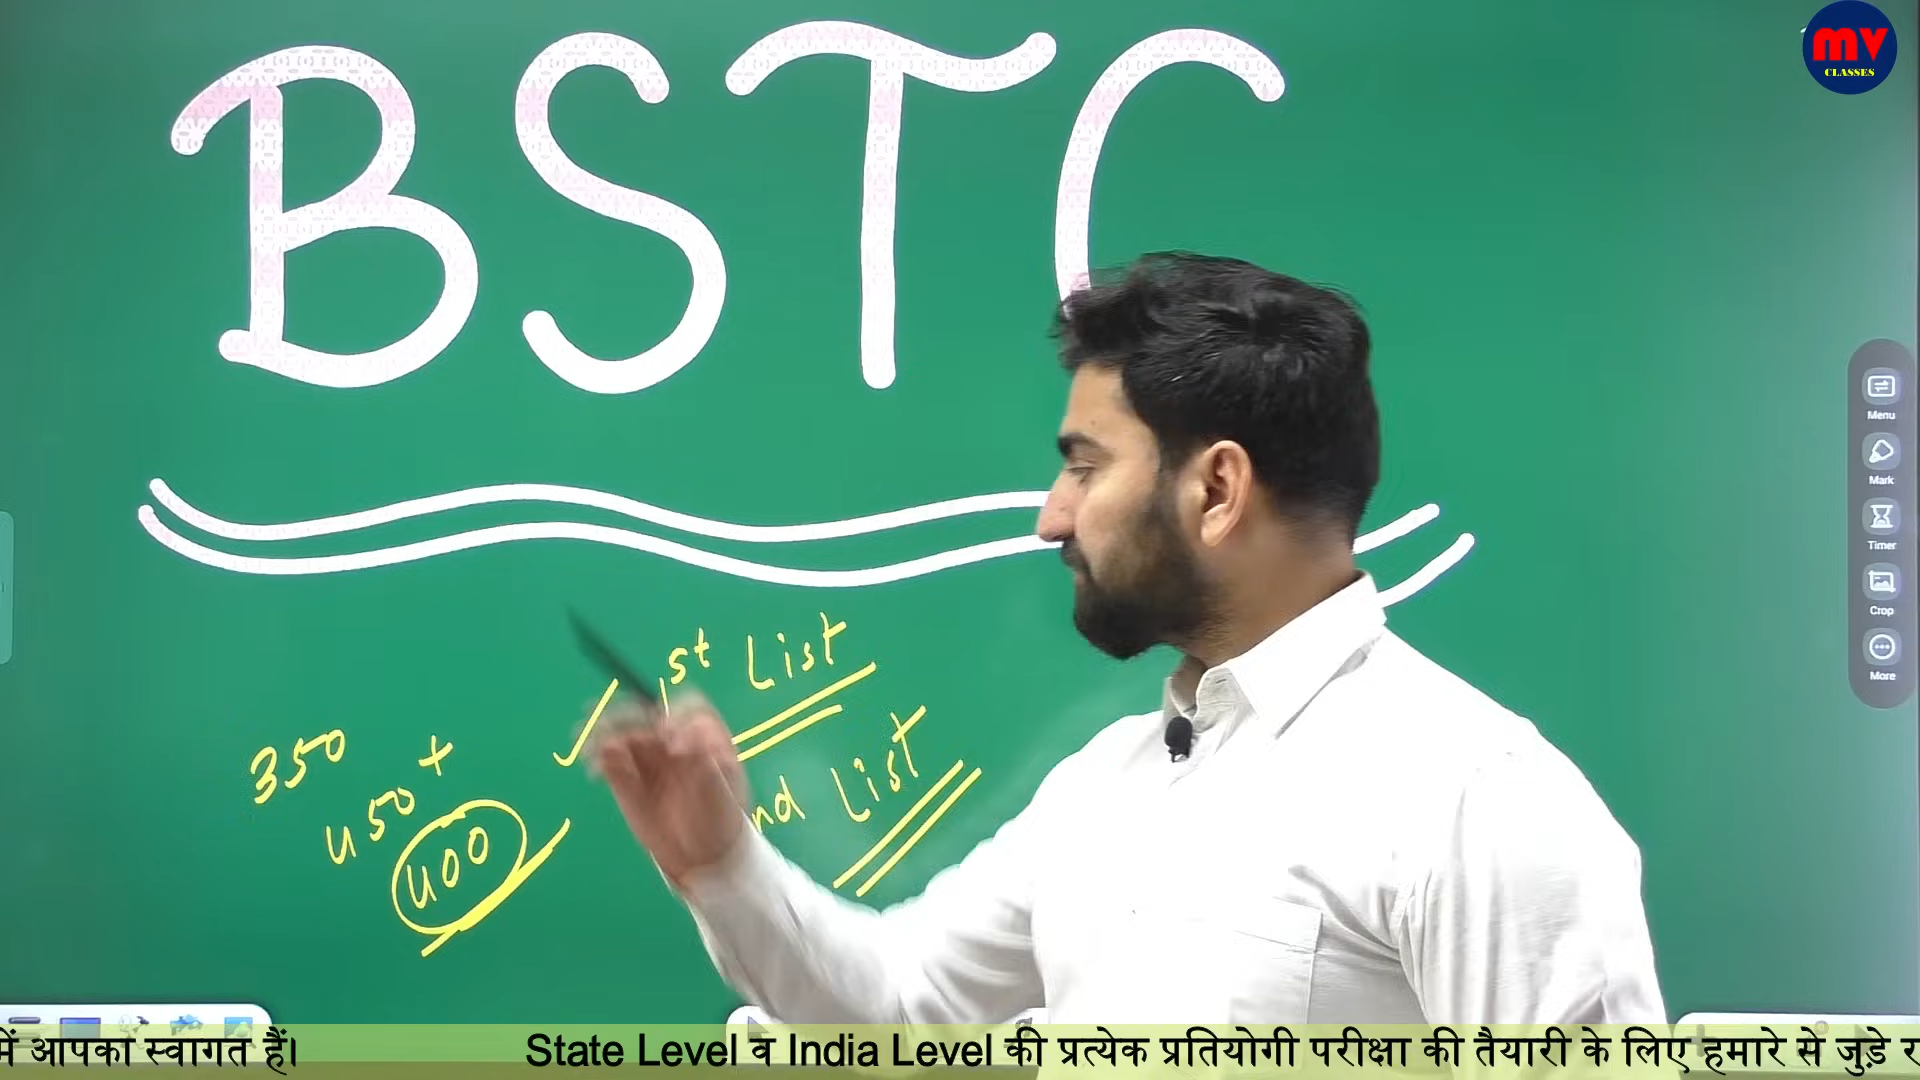 BSTC
mv
CLASSES
Menu
Mark
Timer
Crop
More
1st List
350
450+
nd List
400
में आपका स्वागत हैं। State Level व India Level की प्रत्येक प्रतियोगी परीक्षा की तैयारी के लिए हमारे से जुड़े र